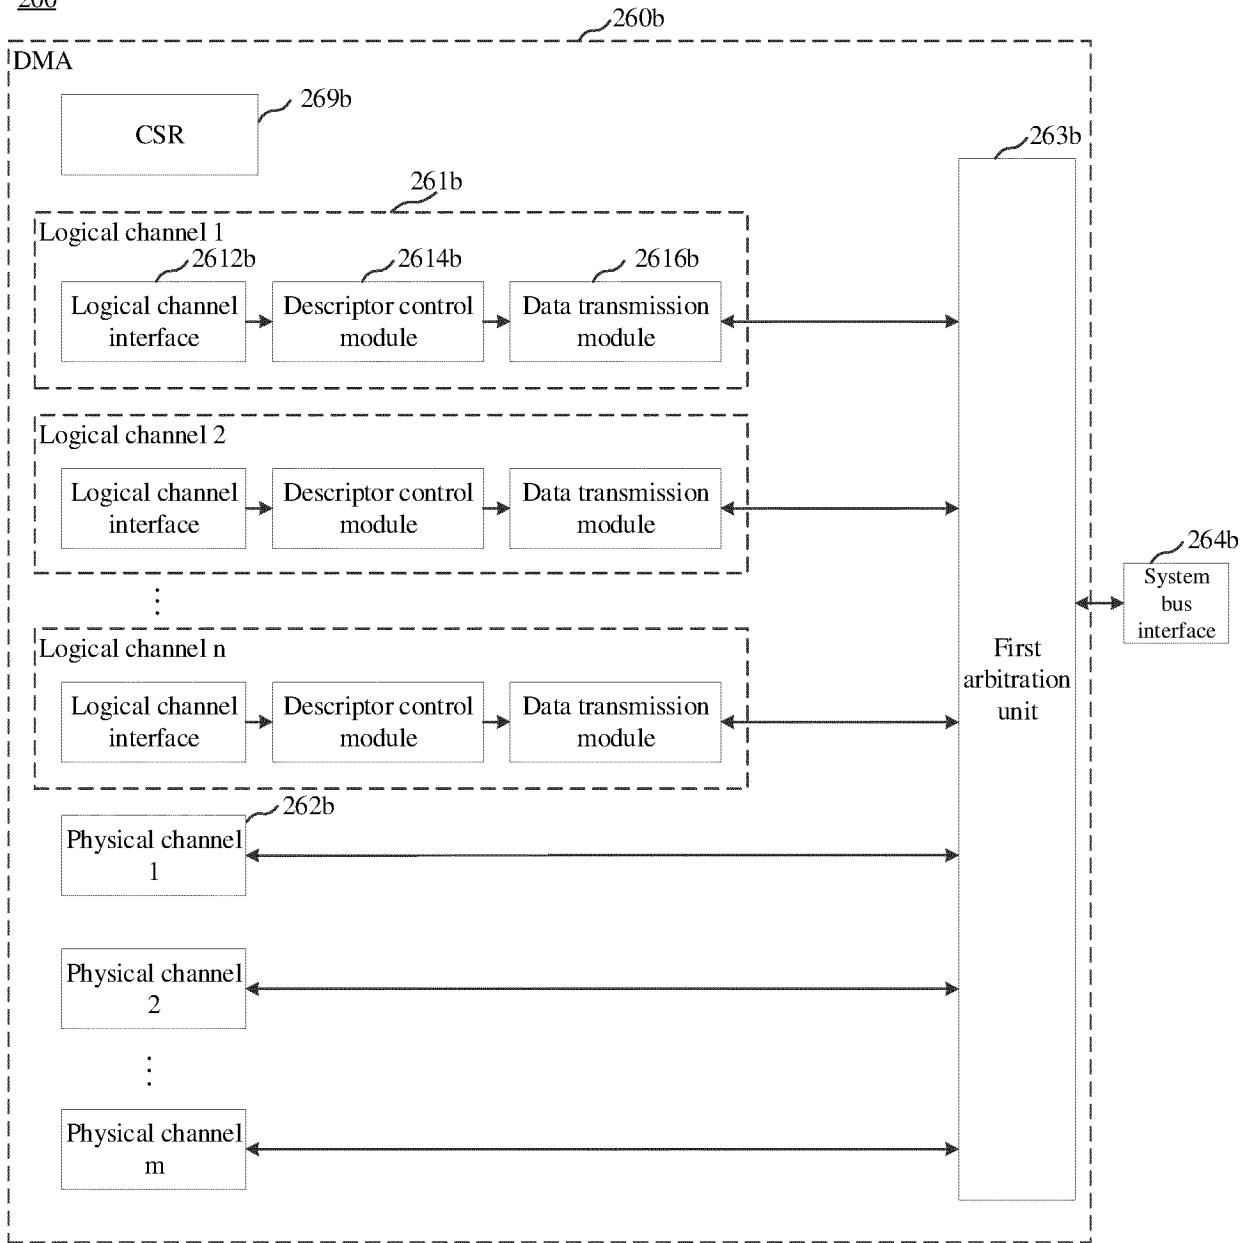 200
260b
DMA
269b
CSR
263b
261b
Logical channel 1
2612b
2614b
2616b
Logical channel
interface
Descriptor control
module
Data transmission
module
Logical channel 2
Logical channel
interface
Descriptor control
module
Data transmission
module
264b
System
bus
interface
Logical channel n
First
arbitration
unit
Logical channel
interface
Descriptor control
module
Data transmission
module
262b
Physical channel
1
Physical channel
2
Physical channel
m